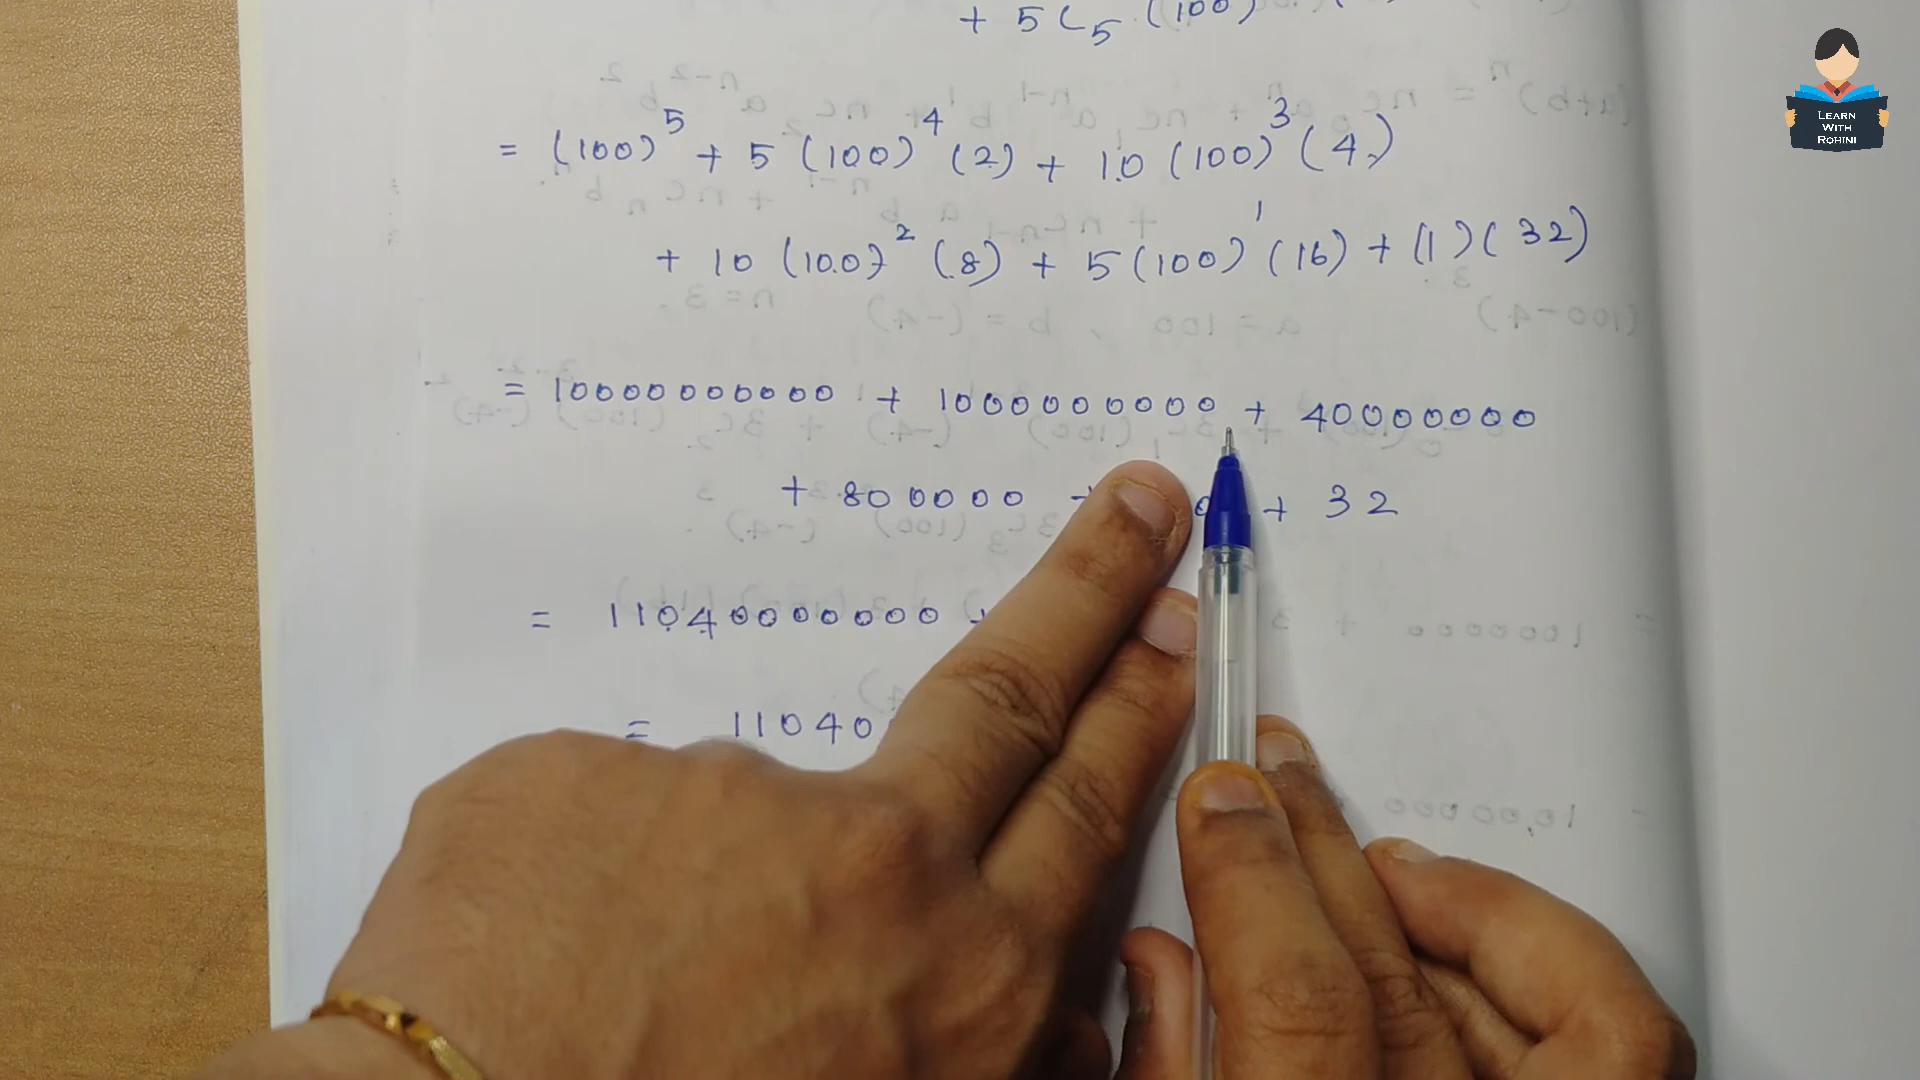 + 5C₅ (100)
= (100)⁵ + 5 (100)⁴ (2) + 10 (100)³ (4)
+ 10 (100)² (8) + 5 (100)¹ (16) + (1) (32)
= 10000000000 + 1000000000 + 40000000
+ 800000 + 0 + 32
= 11040000000 +
= 11040
LEARN
WITH
ROHINI